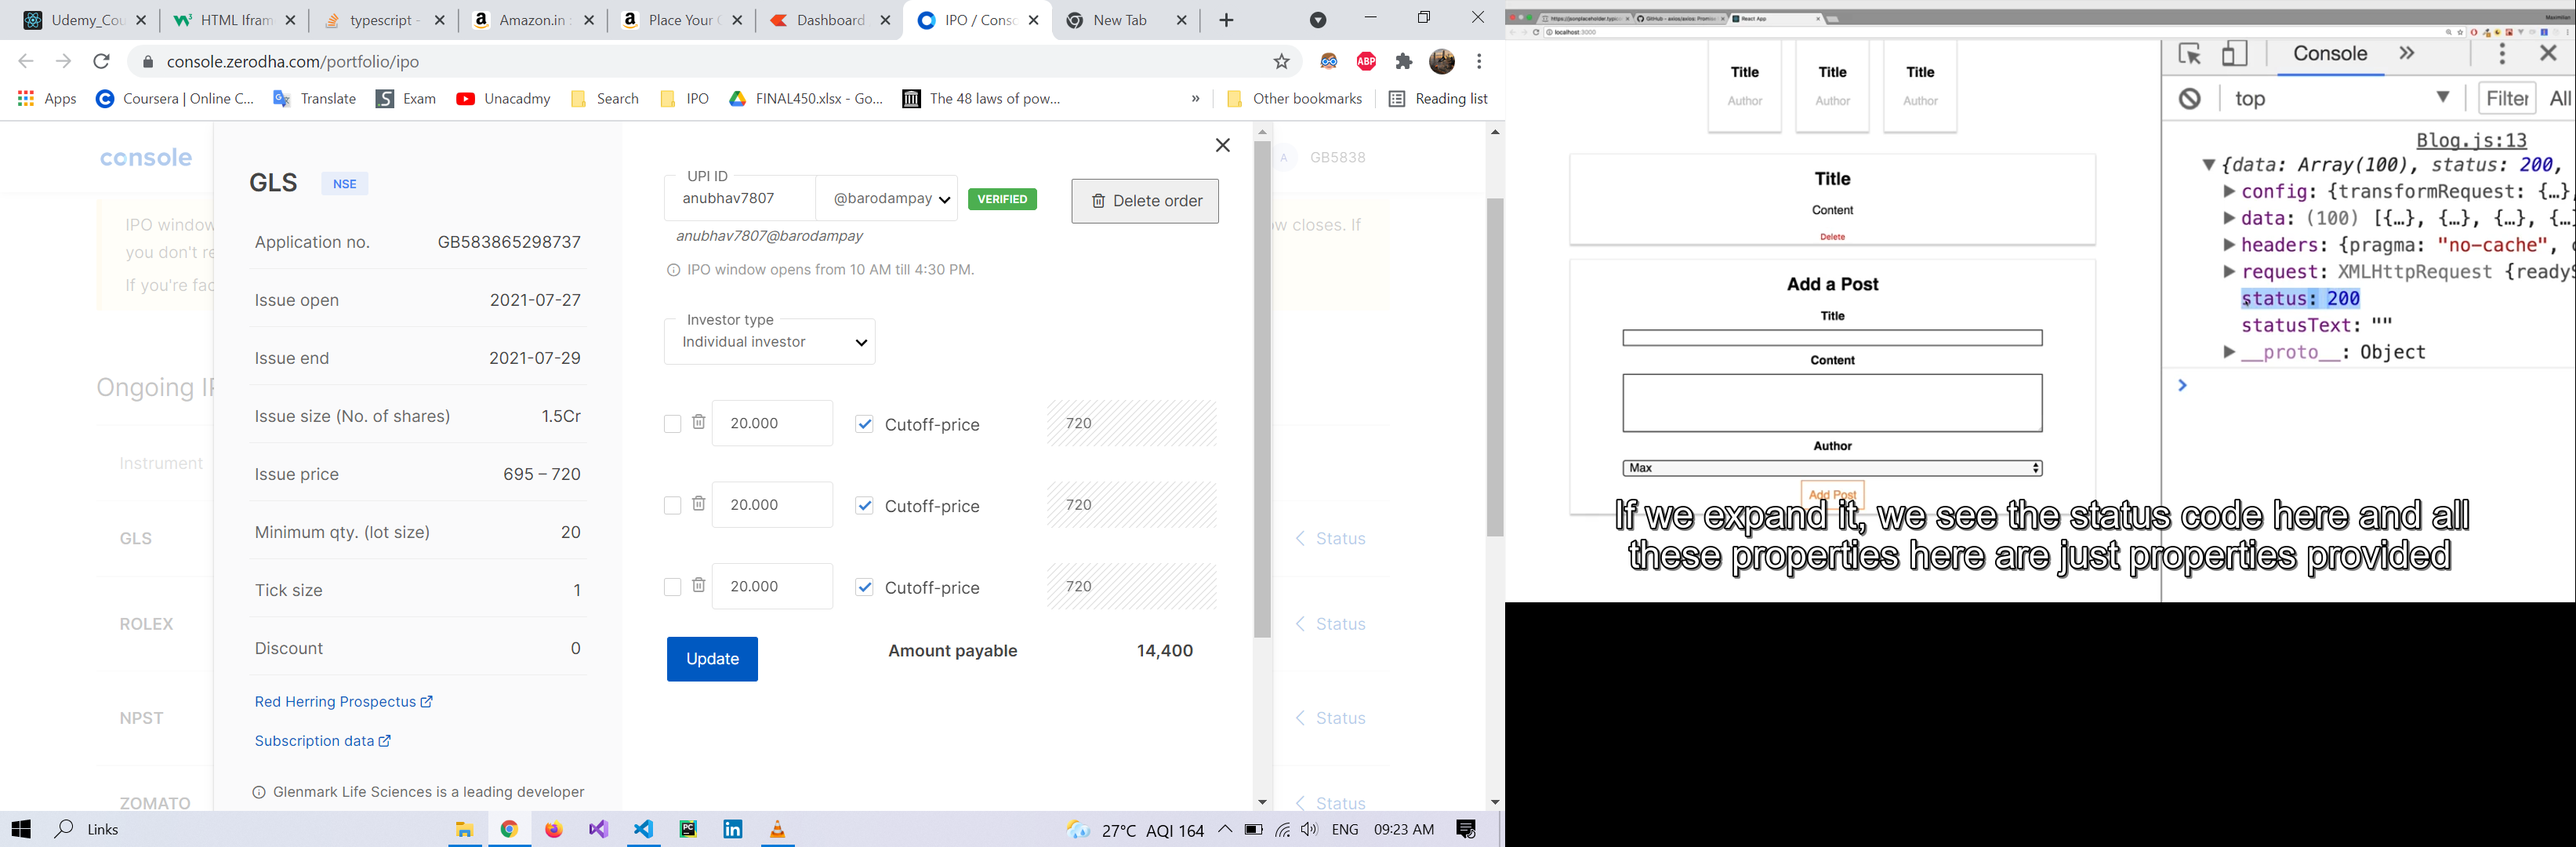 Udemy_Cou
HTML Ifram
typescript -
Amazon.in :
Place Your O
Dashboard
IPO / Conso
New Tab
console.zerodha.com/portfolio/ipo
Apps
Coursera | Online C...
Translate
Exam
Unacadmy
Search
IPO
FINAL450.xlsx - Go...
The 48 laws of pow...
»
Other bookmarks
Reading list
console
A GB5838
IPO window
you don't re
If you're fac
ow closes. If
Ongoing IP
Instrument
GLS
ROLEX
NPST
ZOMATO
Status
Status
Status
Status
GLS NSE
Application no. GB583865298737
Issue open 2021-07-27
Issue end 2021-07-29
Issue size (No. of shares) 1.5Cr
Issue price 695 – 720
Minimum qty. (lot size) 20
Tick size 1
Discount 0
Red Herring Prospectus
Subscription data
Glenmark Life Sciences is a leading developer
UPI ID
anubhav7807 @barodampay VERIFIED
Delete order
anubhav7807@barodampay
IPO window opens from 10 AM till 4:30 PM.
Investor type
Individual investor
20.000 Cutoff-price 720
20.000 Cutoff-price 720
20.000 Cutoff-price 720
Update Amount payable 14,400
Links
27°C AQI 164 ENG 09:23 AM
React App
localhost:3000
Title Title Title
Author Author Author
Title
Content
Delete
Add a Post
Title
Content
Author
Max
Add Post
If we expand it, we see the status code here and all
these properties here are just properties provided
Console
top Filter All
Blog.js:13
{data: Array(100), status: 200,
config: {transformRequest: {…},
data: (100) [{…}, {…}, {…},
headers: {pragma: "no-cache",
request: XMLHttpRequest {readyS
status: 200
statusText: ""
__proto__: Object